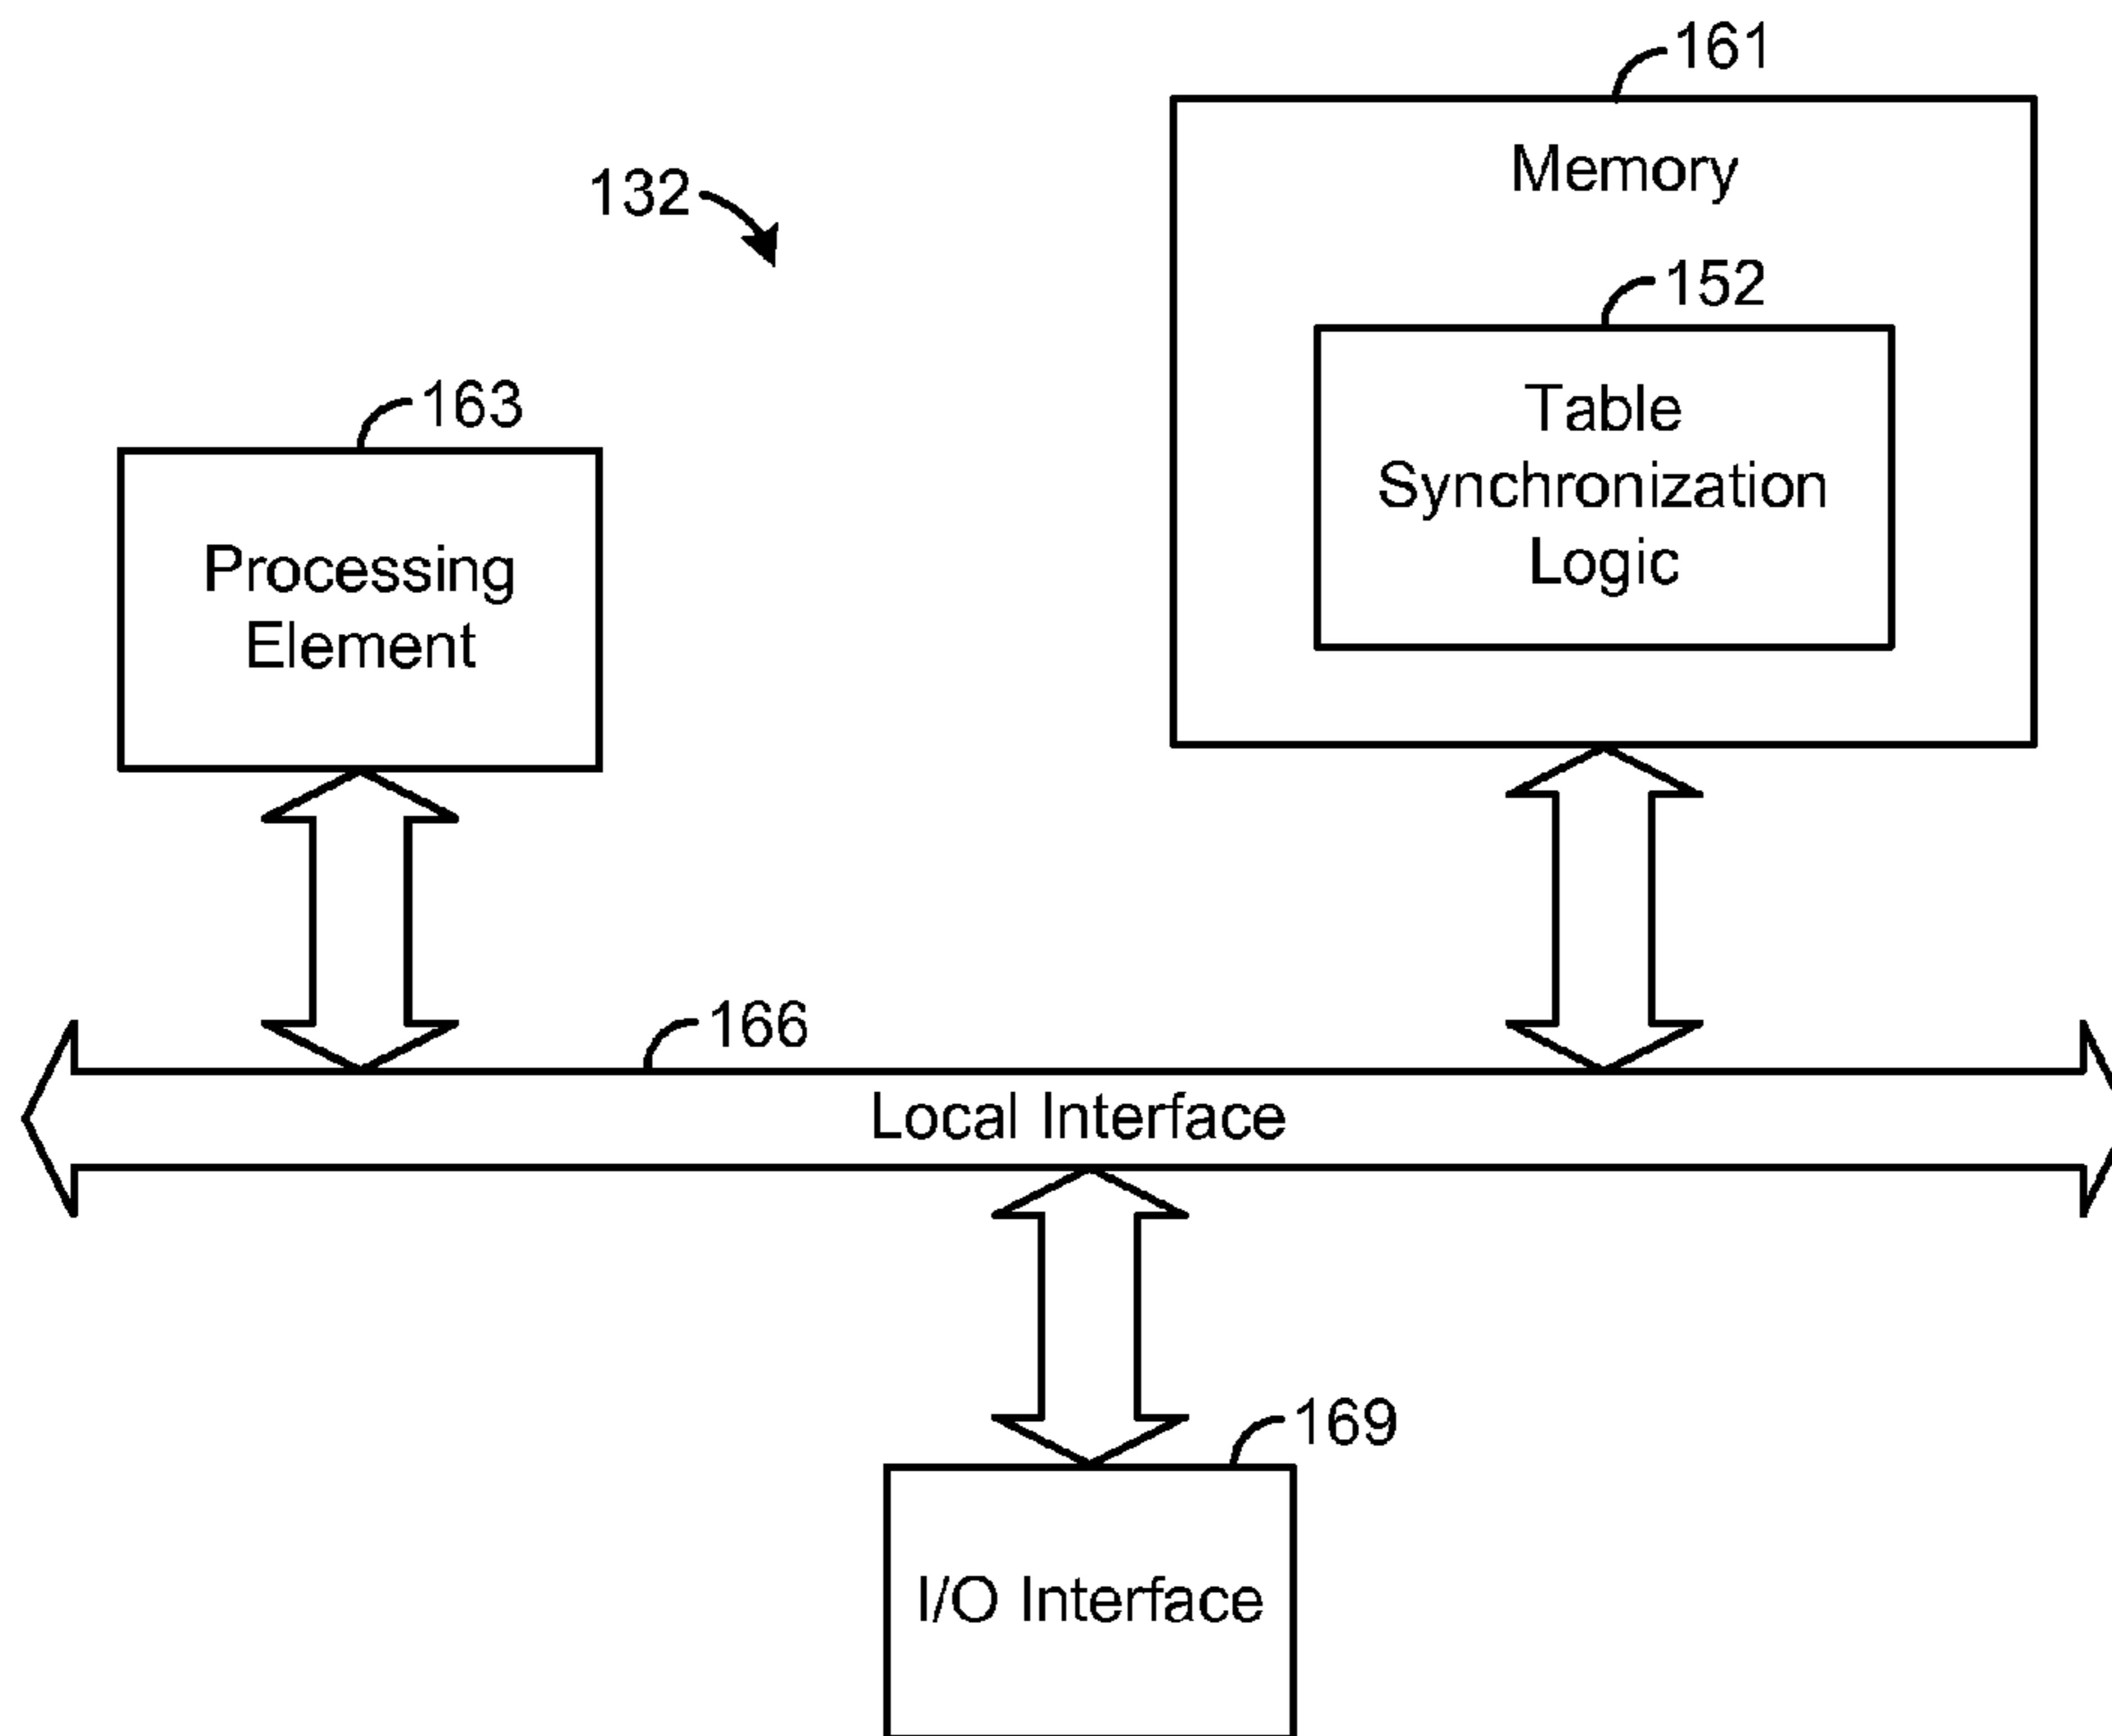 161
Memory
132
152
Table
Synchronization
Logic
163
Processing
Element
166
Local Interface
169
I/O Interface